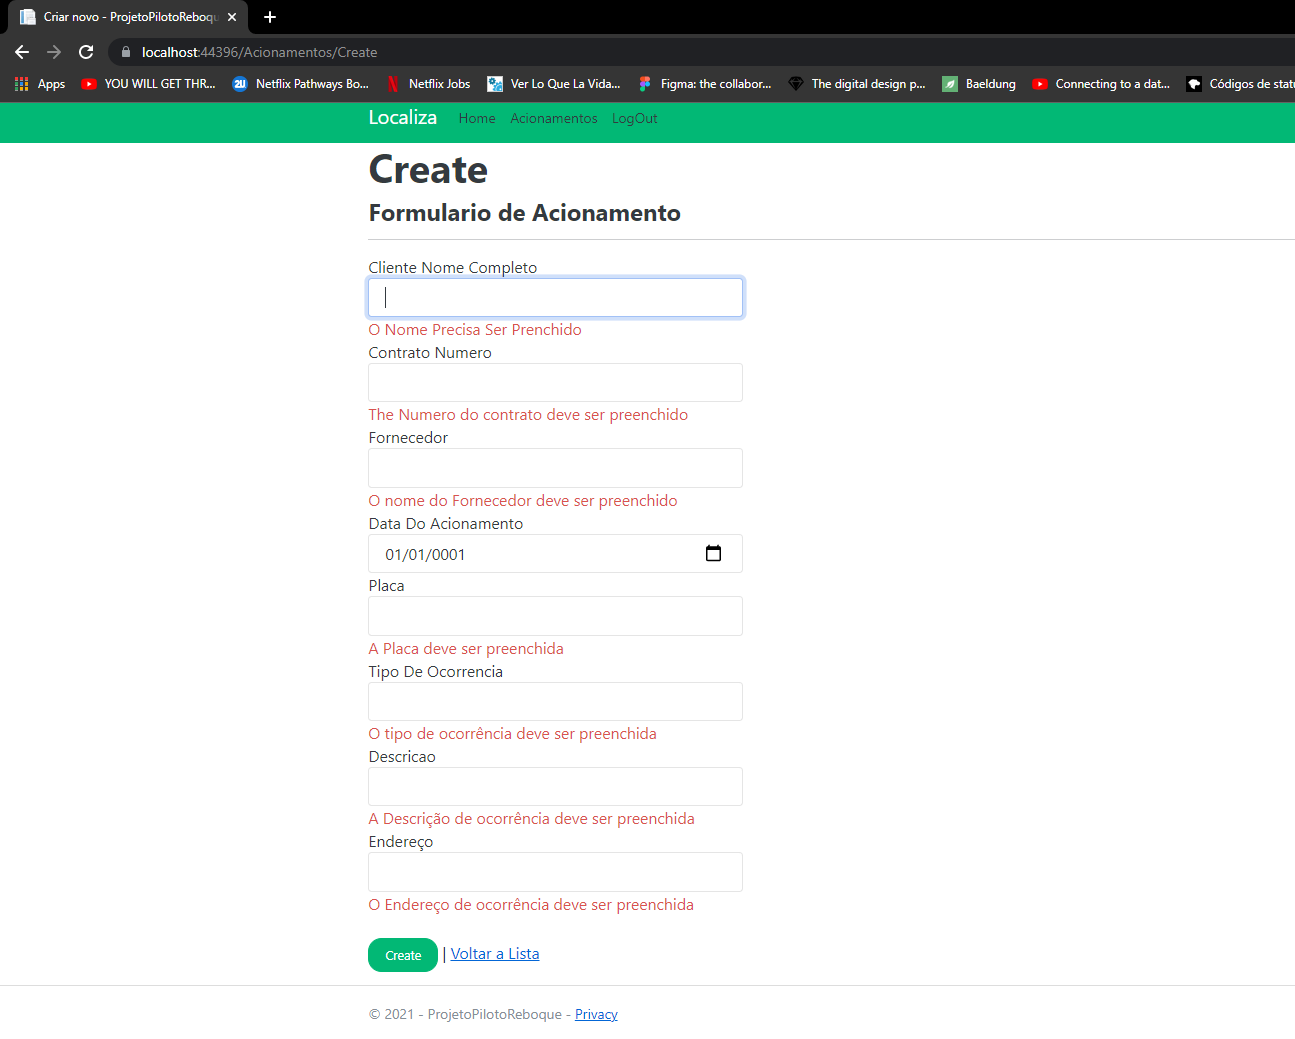 Criar novo - ProjetoPilotoReboqu
localhost:44396/Acionamentos/Create
Apps YOU WILL GET THR... 2U Netflix Pathways Bo... Netflix Jobs Ver Lo Que La Vida... Figma: the collabor... The digital design p... Baeldung Connecting to a dat... Códigos de statu
Localiza Home Acionamentos LogOut
Create
Formulario de Acionamento
Cliente Nome Completo
O Nome Precisa Ser Prenchido
Contrato Numero
The Numero do contrato deve ser preenchido
Fornecedor
O nome do Fornecedor deve ser preenchido
Data Do Acionamento
01/01/0001
Placa
A Placa deve ser preenchida
Tipo De Ocorrencia
O tipo de ocorrência deve ser preenchida
Descricao
A Descrição de ocorrência deve ser preenchida
Endereço
O Endereço de ocorrência deve ser preenchida
Create | Voltar a Lista
© 2021 - ProjetoPilotoReboque - Privacy